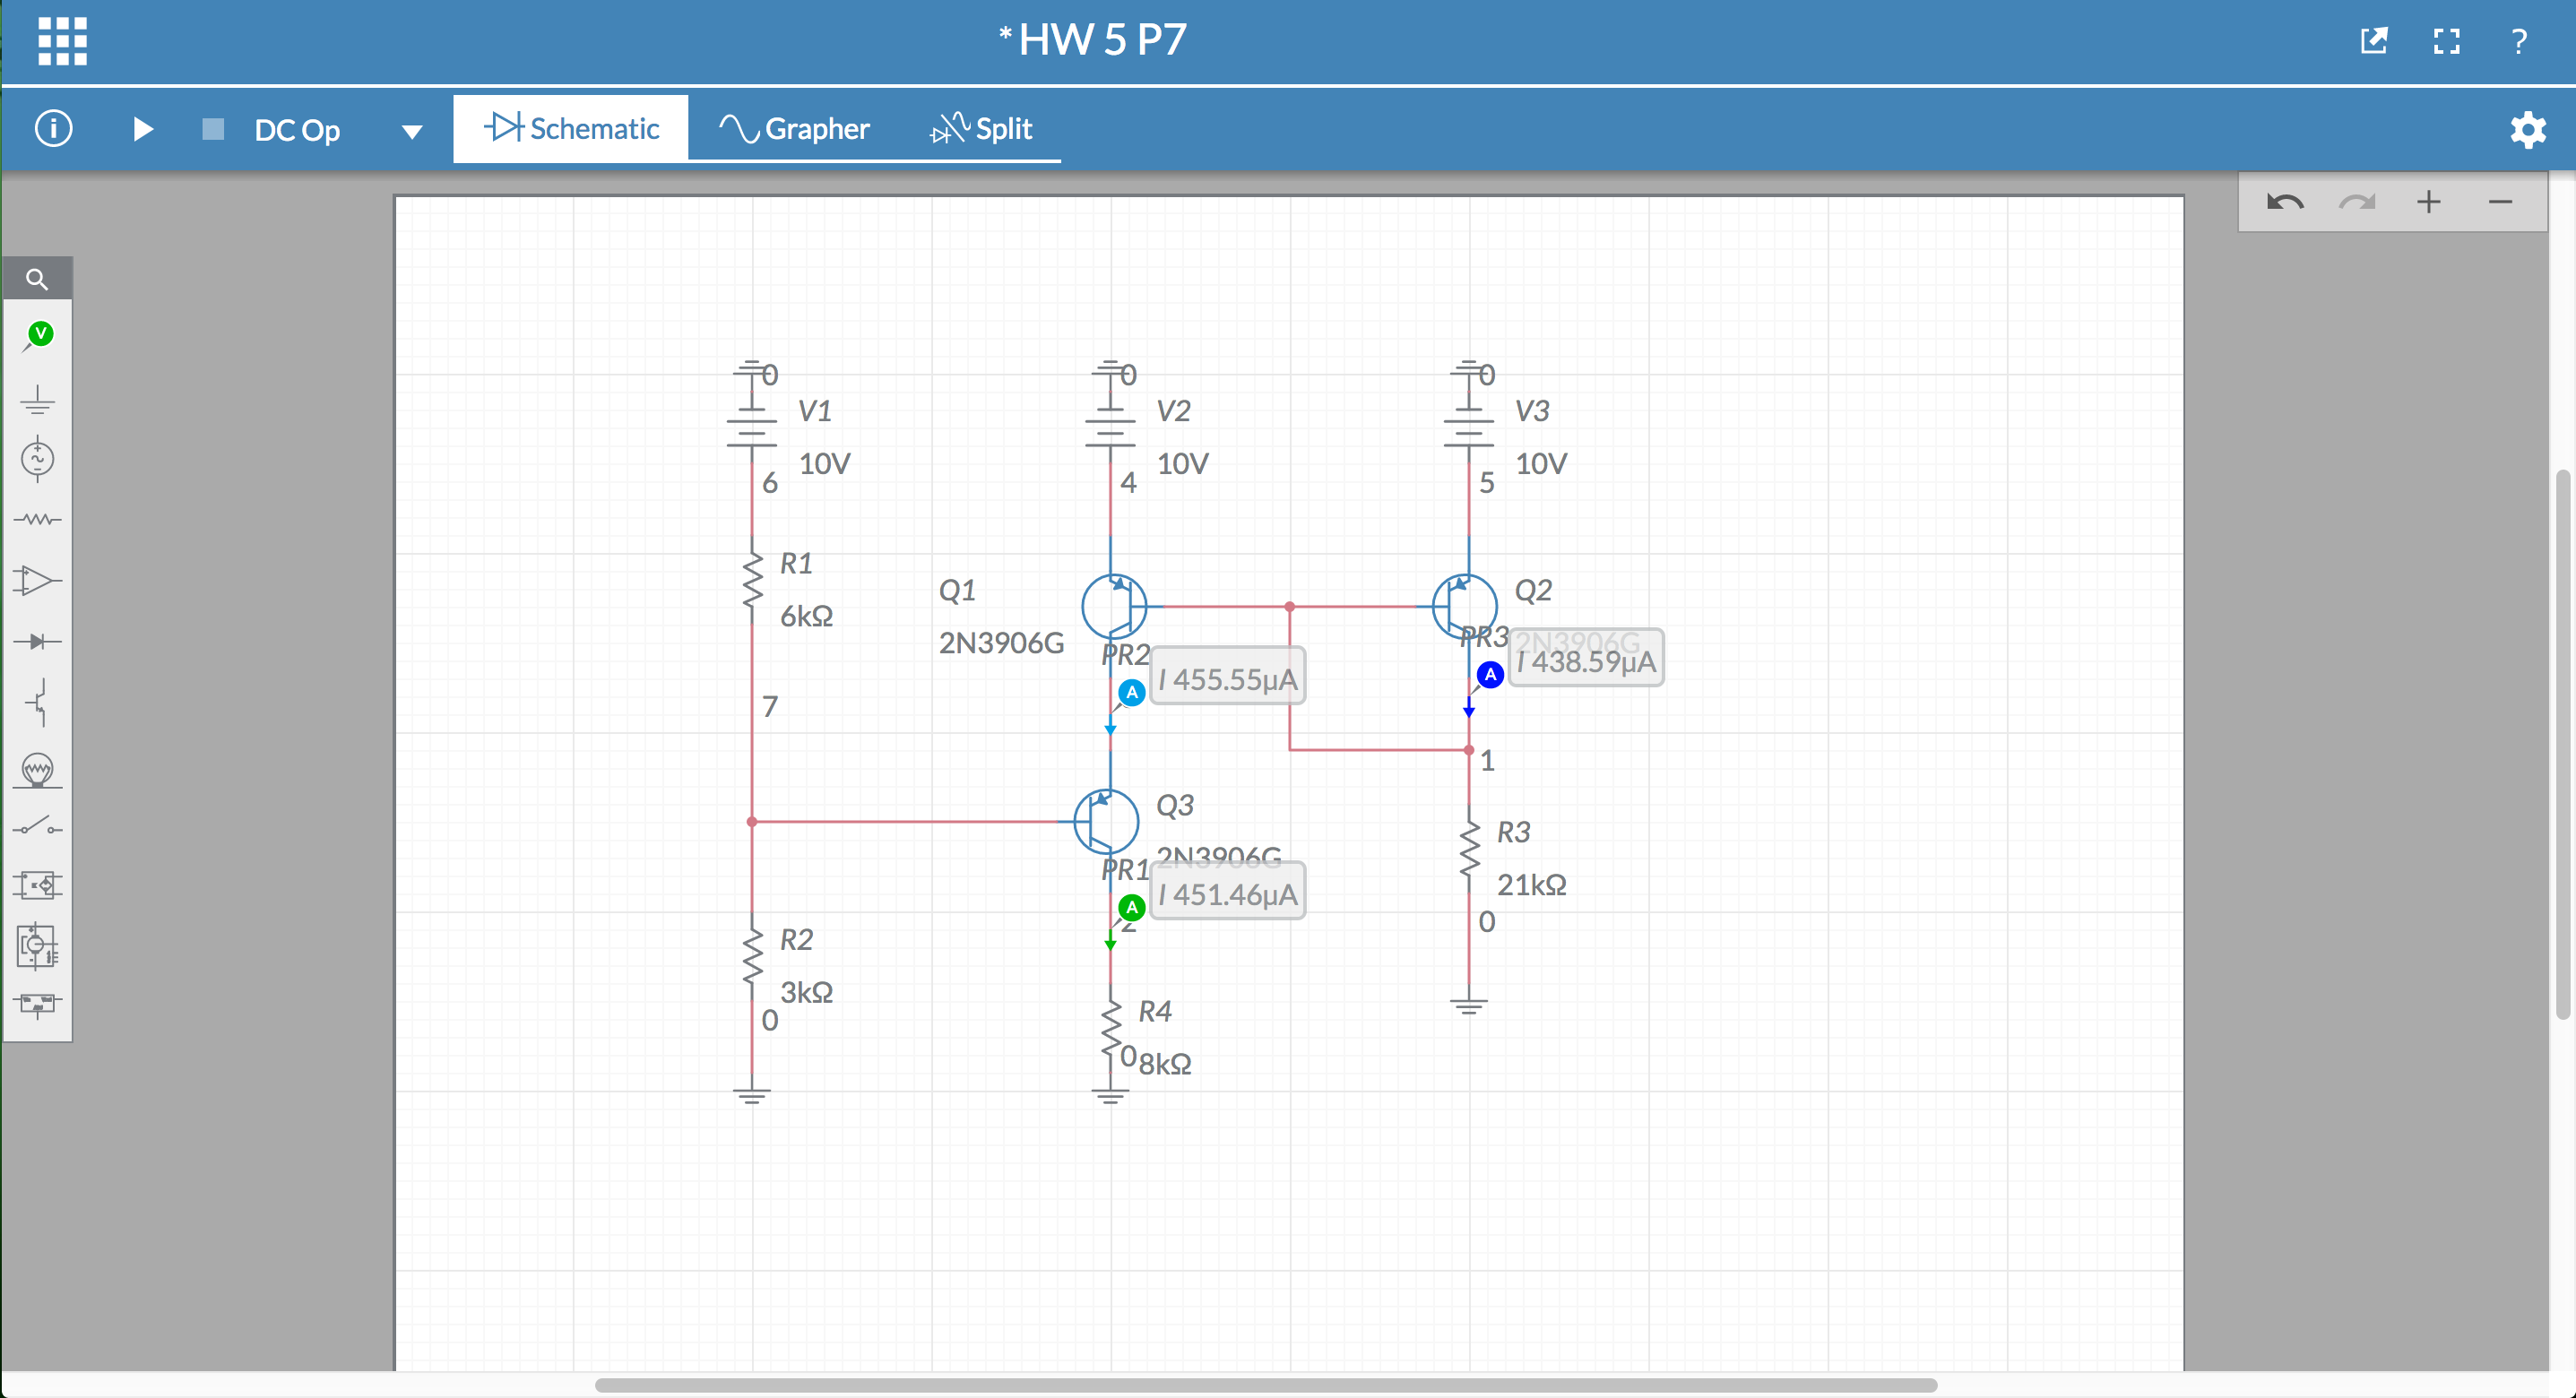 * HW 5 P7
?
i
DC Op
Schematic
Grapher
Split
V
0
0
0
V1
V2
V3
10V
10V
10V
6
4
5
R1
6kΩ
Q1
2N3906G
Q2
2N3906G
PR2
I 455.55µA
A
PR3
I 438.59µA
A
7
1
Q3
2N3906G
PR1
I 451.46µA
A
2
R3
21kΩ
0
R2
3kΩ
0
R4
0
8kΩ